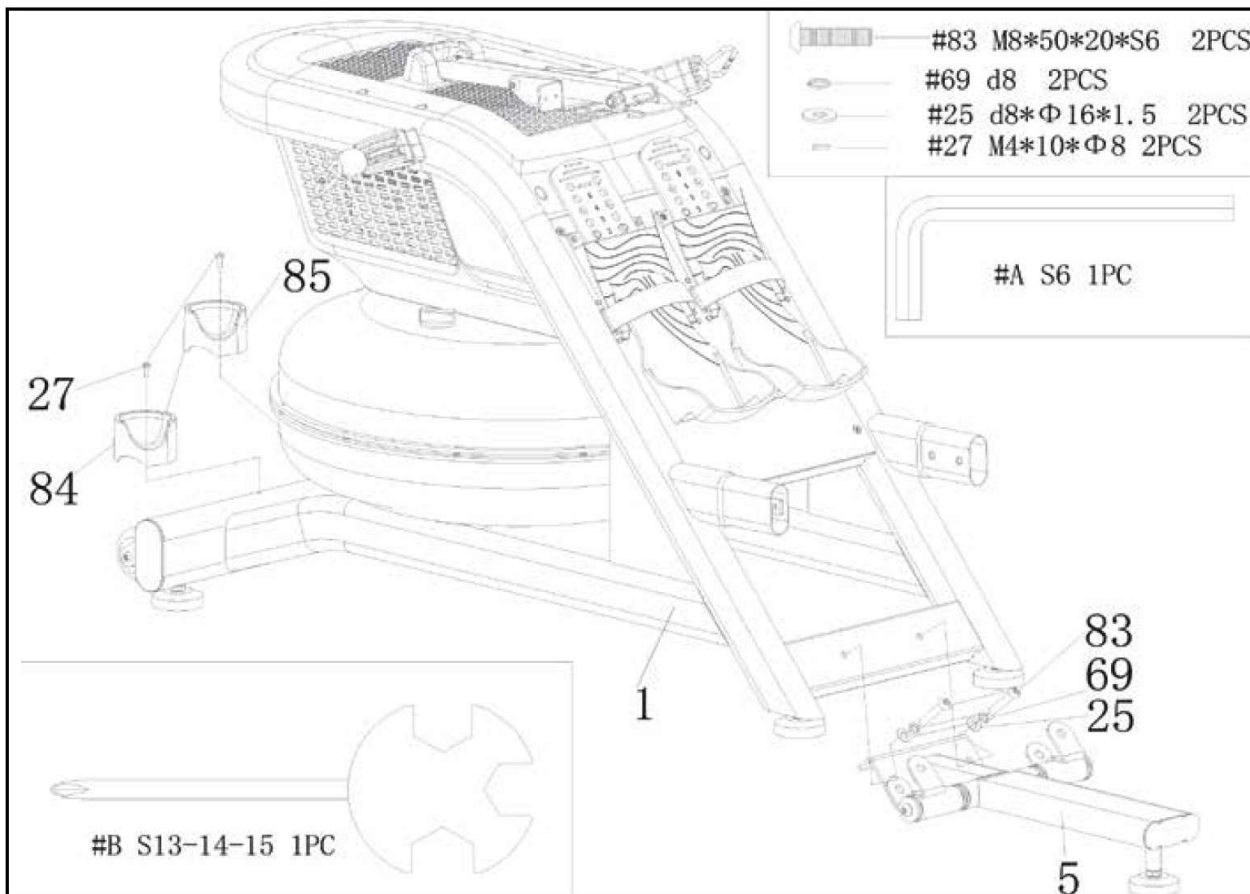 #83 M8*50*20*S6 2PCS
#69 d8 2PCS
#25 d8*Φ16*1.5 2PCS
#27 M4*10*Φ8 2PCS
#A S6 1PC
85
27
84
83
69
25
1
#B S13-14-15 1PC
5